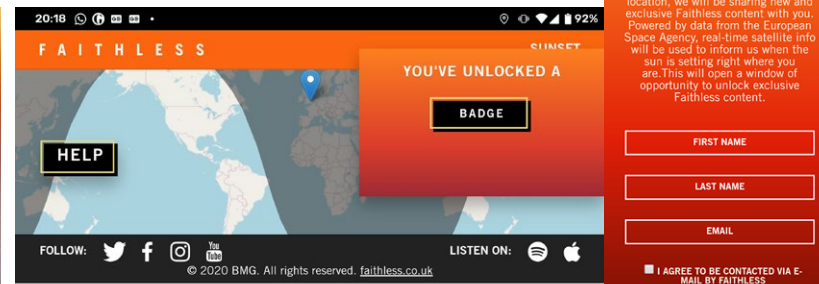 20:18
92%
FAITHLESS
SUNSET
YOU'VE UNLOCKED A
BADGE
HELP
FOLLOW:
You
Tube
LISTEN ON:
© 2020 BMG. All rights reserved. faithless.co.uk
location, we will be sharing new and
exclusive Faithless content with you.
Powered by data from the European
Space Agency, real-time satellite info
will be used to inform us when the
sun is setting right where you
are.This will open a window of
opportunity to unlock exclusive
Faithless content.
FIRST NAME
LAST NAME
EMAIL
I AGREE TO BE CONTACTED VIA E-
MAIL BY FAITHLESS